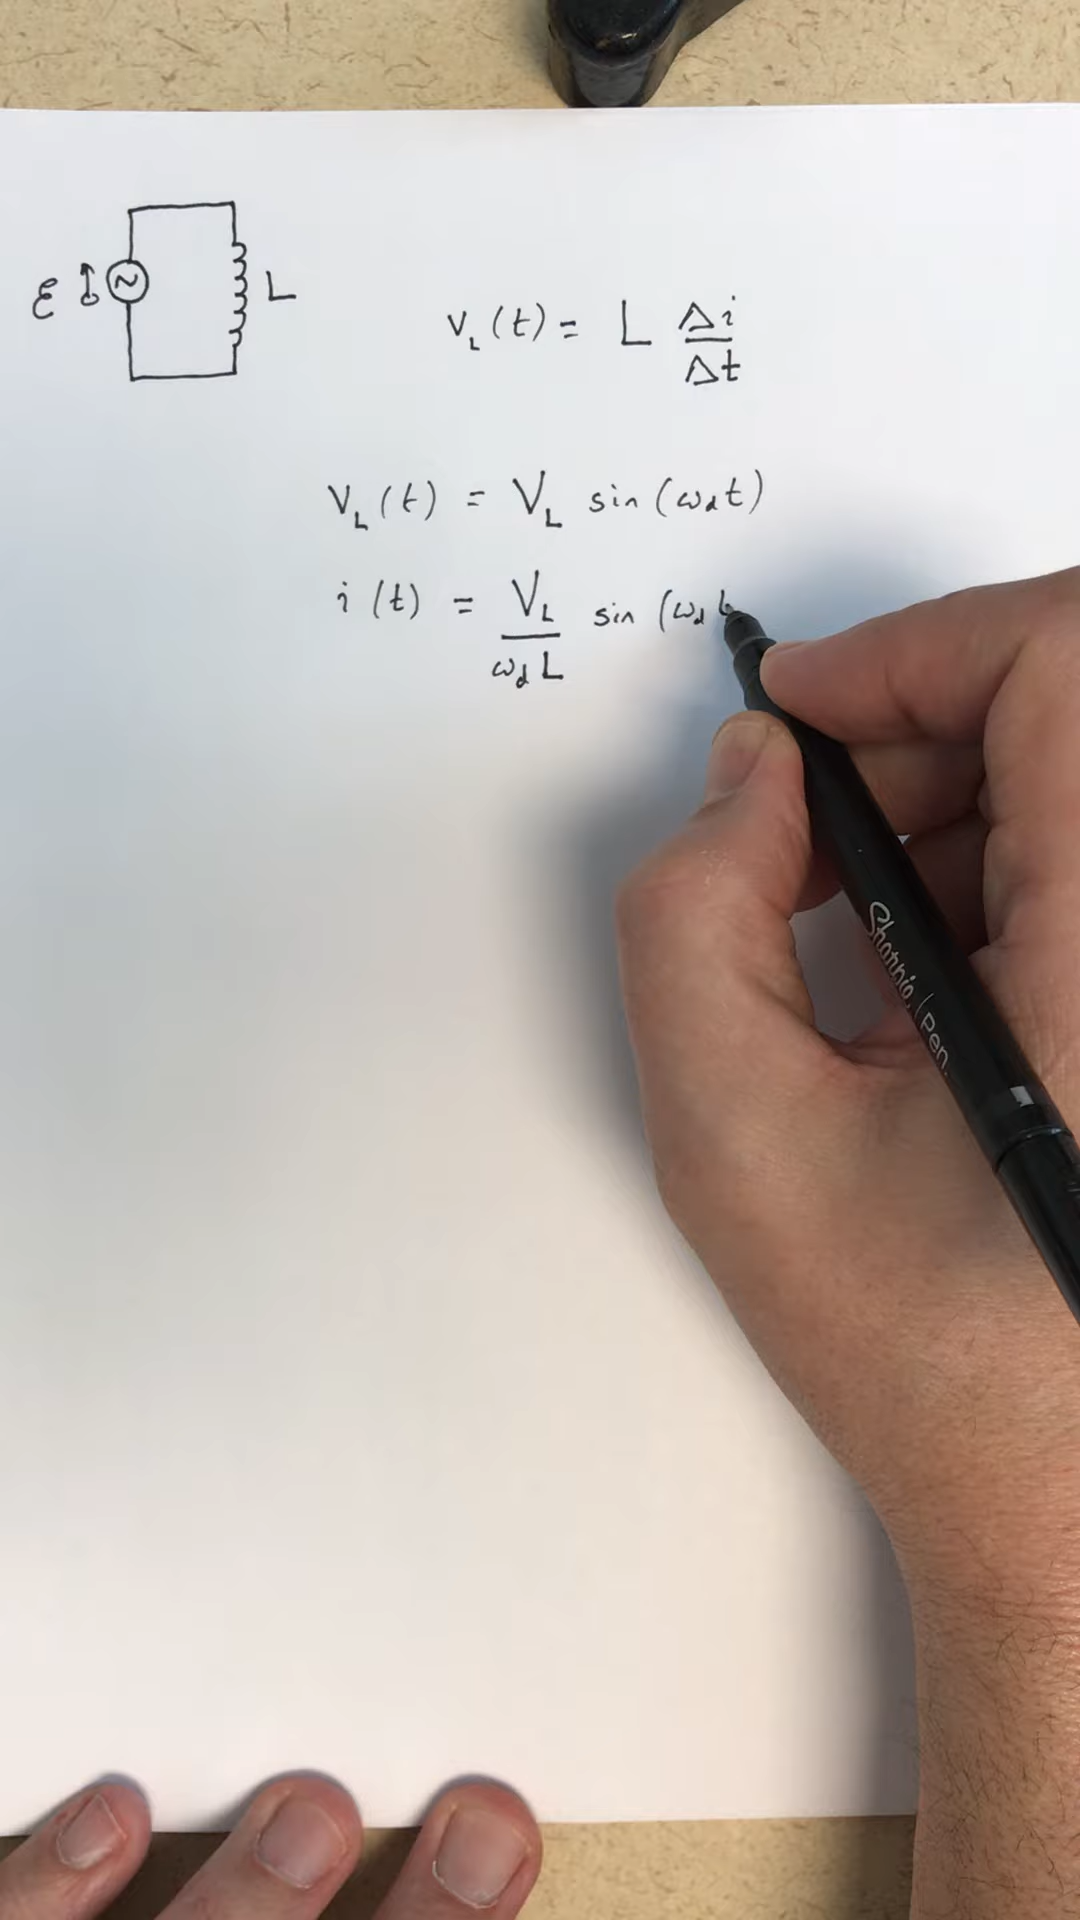 ε ~ L
v_L (t) = L Δi/Δt
v_L (t) = V_L sin (ω_d t)
i (t) = V_L/ω_d L sin (ω_d
Sharpie. Pen.